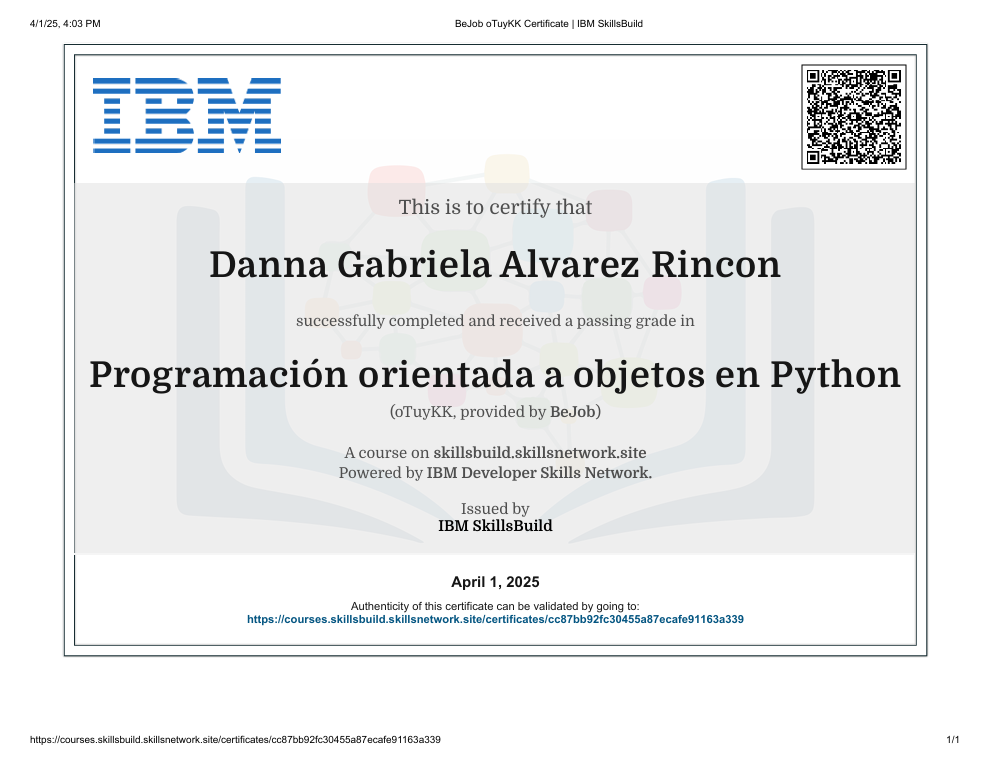 4/1/25, 4:03 PM
BeJob oTuyKK Certificate | IBM SkillsBuild
IBM
This is to certify that
Danna Gabriela Alvarez Rincon
successfully completed and received a passing grade in
Programación orientada a objetos en Python
(oTuyKK, provided by BeJob)
A course on skillsbuild.skillsnetwork.site
Powered by IBM Developer Skills Network.
Issued by
IBM SkillsBuild
April 1, 2025
Authenticity of this certificate can be validated by going to:
https://courses.skillsbuild.skillsnetwork.site/certificates/cc87bb92fc30455a87ecafe91163a339
https://courses.skillsbuild.skillsnetwork.site/certificates/cc87bb92fc30455a87ecafe91163a339
1/1